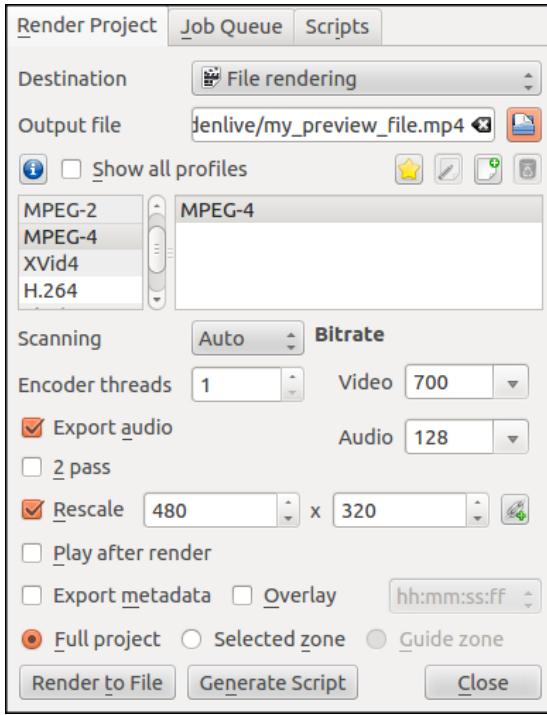 Render Project Job Queue Scripts
Destination File rendering
Output file denlive/my_preview_file.mp4
Show all profiles
MPEG-2 MPEG-4
MPEG-4
XVid4
H.264
Scanning Auto Bitrate
Encoder threads 1 Video 700
Export audio Audio 128
2 pass
Rescale 480 x 320
Play after render
Export metadata Overlay hh:mm:ss:ff
Full project Selected zone Guide zone
Render to File Generate Script Close